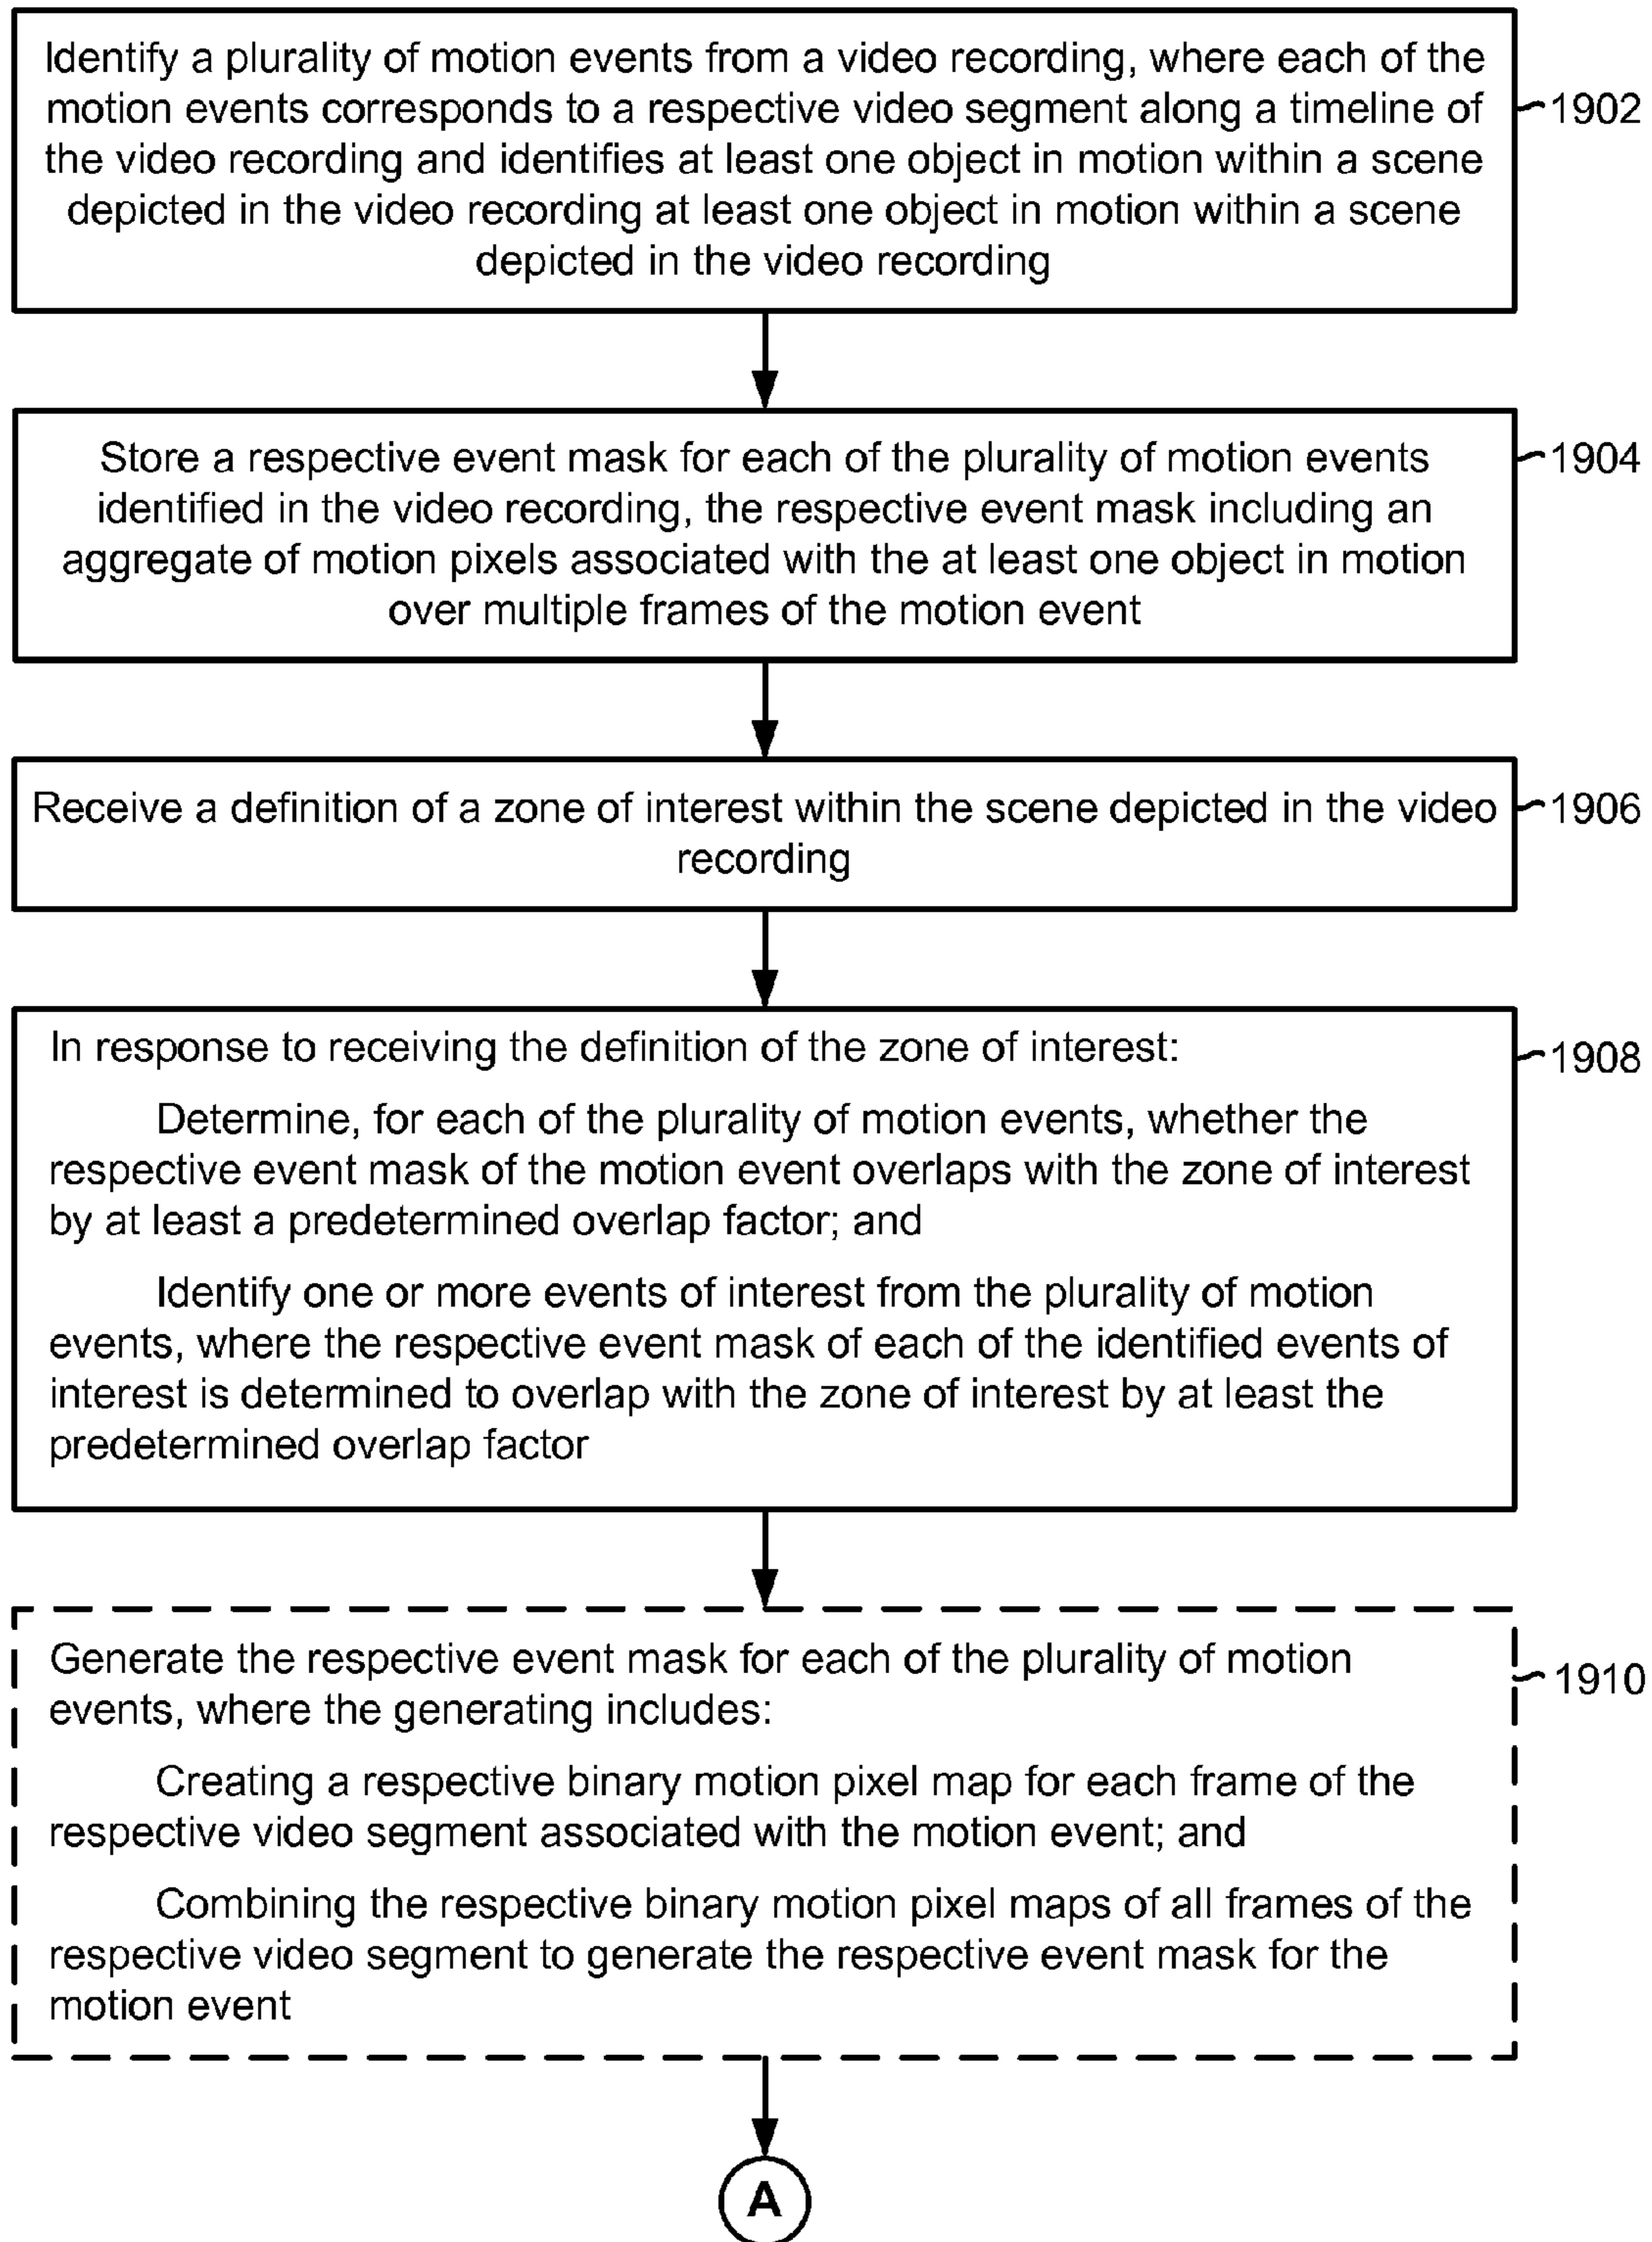 Identify a plurality of motion events from a video recording, where each of the
motion events corresponds to a respective video segment along a timeline of
the video recording and identifies at least one object in motion within a scene
depicted in the video recording at least one object in motion within a scene
depicted in the video recording
1902
Store a respective event mask for each of the plurality of motion events
identified in the video recording, the respective event mask including an
aggregate of motion pixels associated with the at least one object in motion
over multiple frames of the motion event
1904
Receive a definition of a zone of interest within the scene depicted in the video
recording
1906
In response to receiving the definition of the zone of interest:
Determine, for each of the plurality of motion events, whether the
respective event mask of the motion event overlaps with the zone of interest
by at least a predetermined overlap factor; and
Identify one or more events of interest from the plurality of motion
events, where the respective event mask of each of the identified events of
interest is determined to overlap with the zone of interest by at least the
predetermined overlap factor
1908
Generate the respective event mask for each of the plurality of motion
events, where the generating includes:
Creating a respective binary motion pixel map for each frame of the
respective video segment associated with the motion event; and
Combining the respective binary motion pixel maps of all frames of the
respective video segment to generate the respective event mask for the
motion event
1910
A